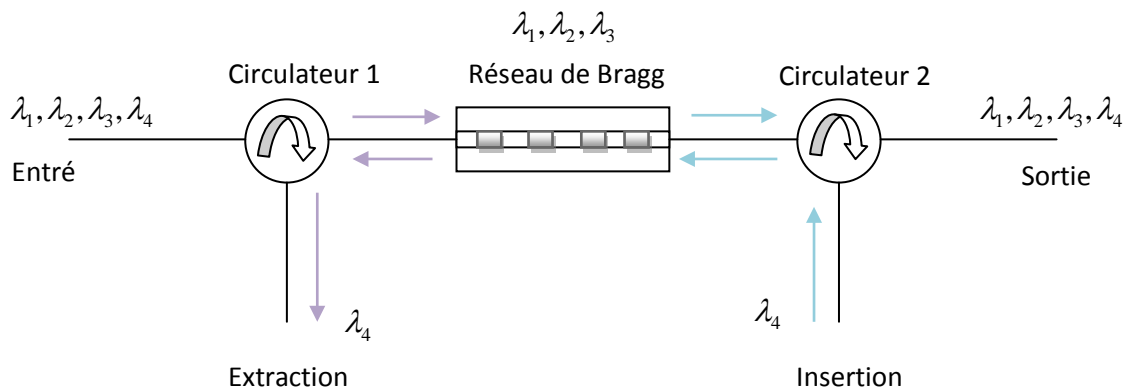 λ₁, λ₂, λ₃
Circulateur 1
Réseau de Bragg
Circulateur 2
λ₁, λ₂, λ₃, λ₄
λ₁, λ₂, λ₃, λ₄
Entré
Sortie
λ₄
λ₄
Extraction
Insertion